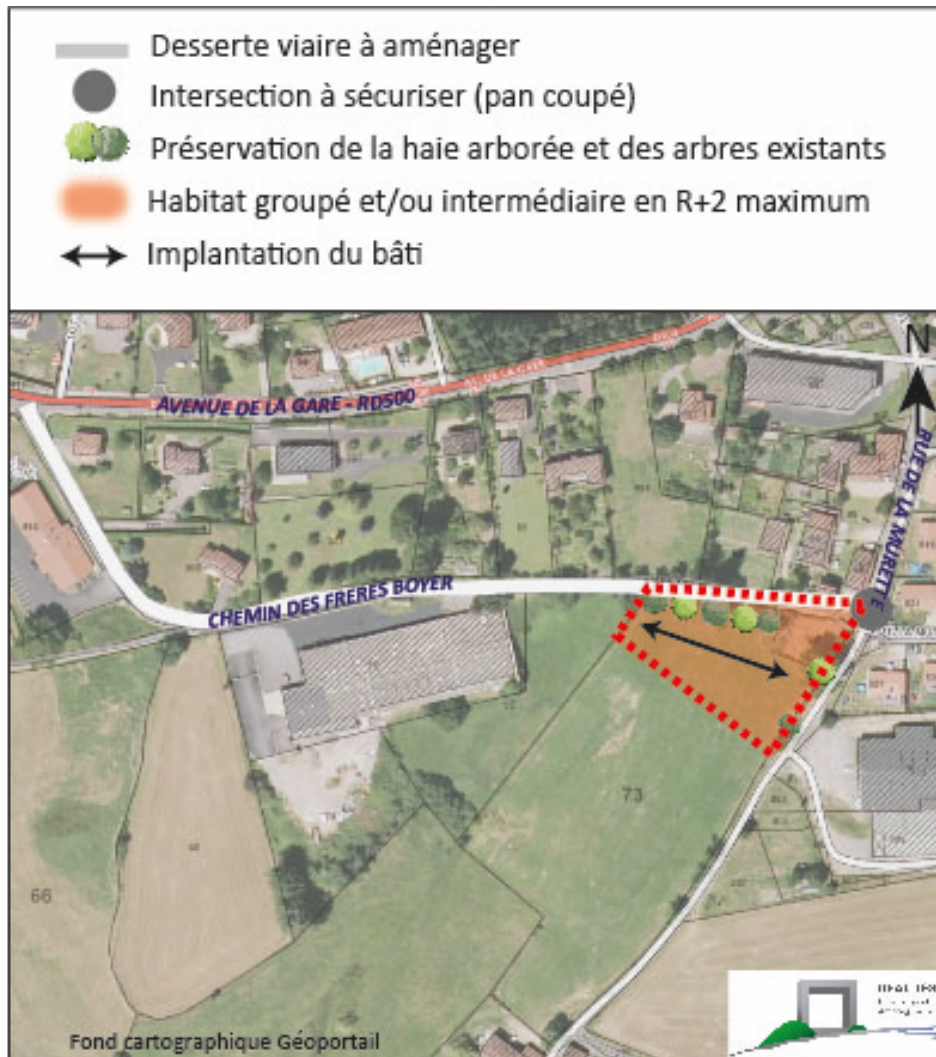 Desserte viaire à aménager
Intersection à sécuriser (pan coupé)
Préservation de la haie arborée et des arbres existants
Habitat groupé et/ou intermédiaire en R+2 maximum
Implantation du bâti
N
AVENUE DE LA GARE - RD500
RUE DE LA MURETTE
CHEMIN DES FRERES BOYER
73
66
Fond cartographique Géoportail